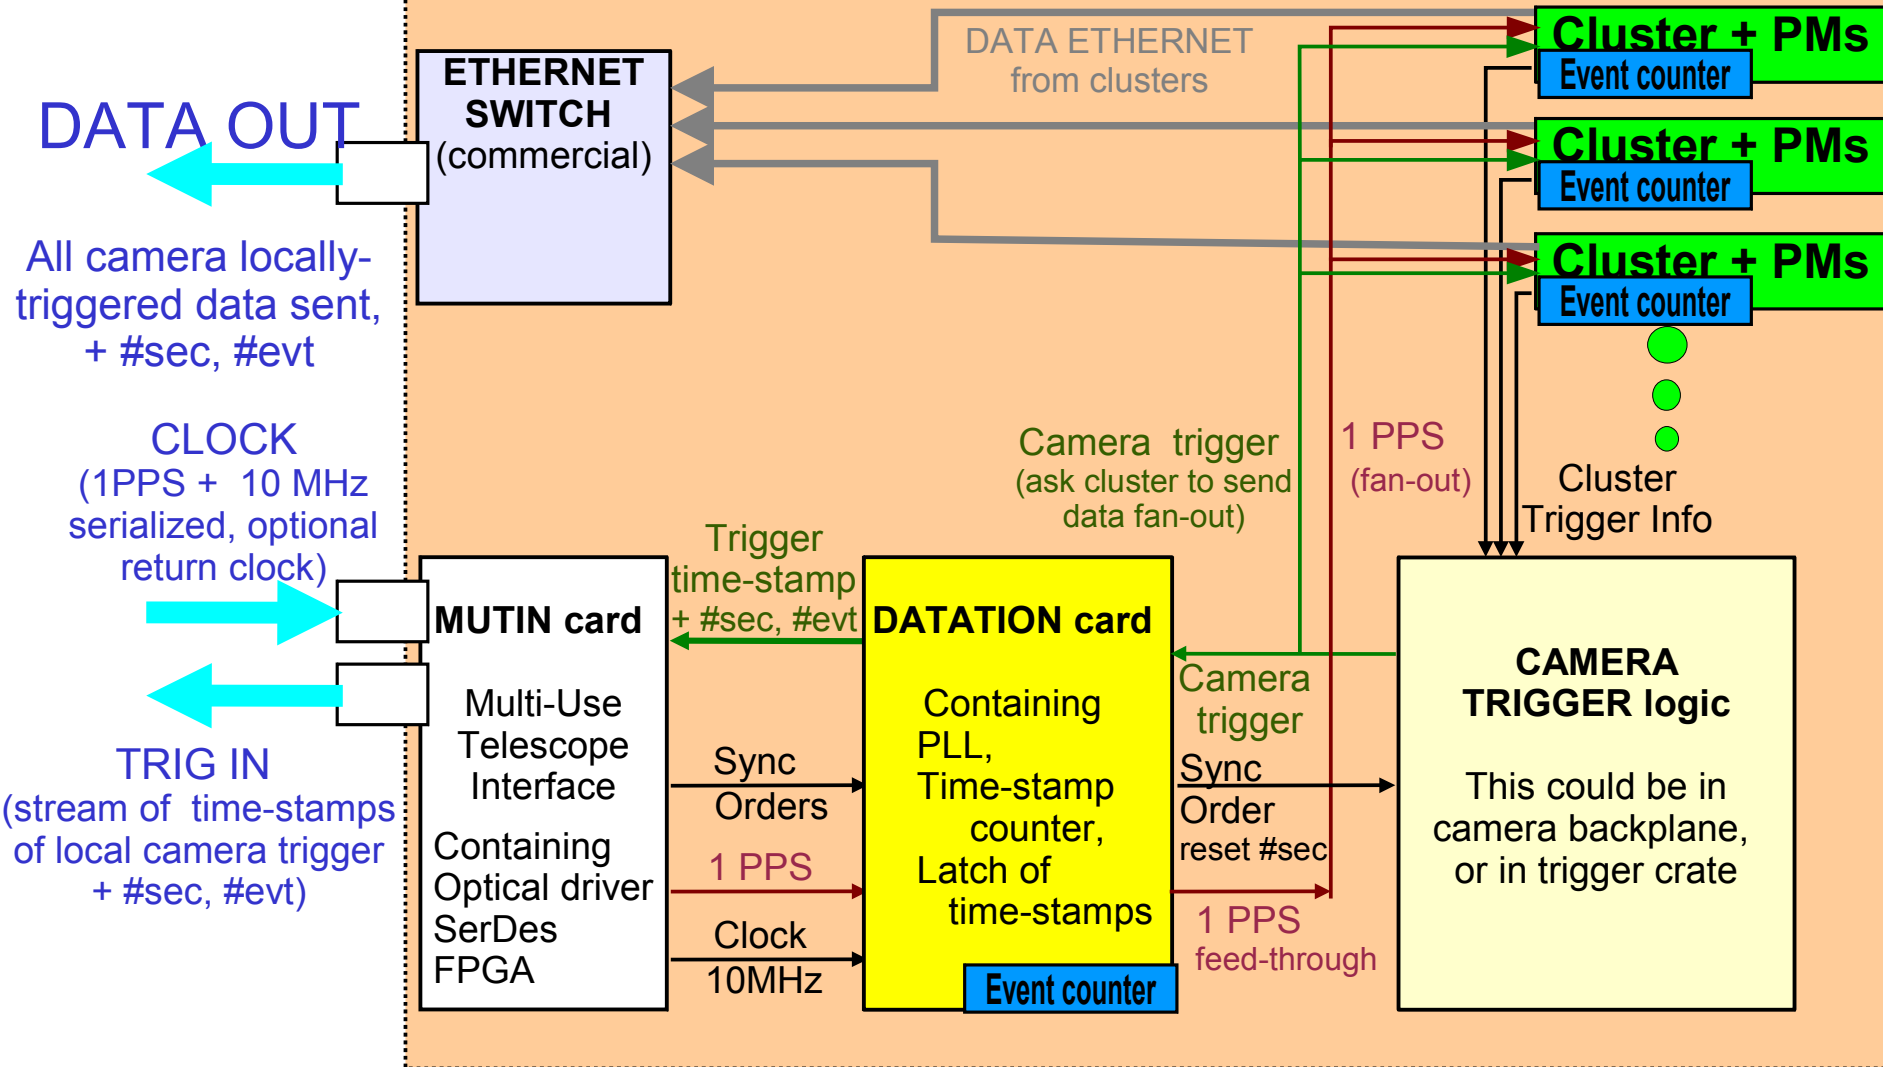 DATA OUT
All camera locally-
triggered data sent,
+ #sec, #evt
CLOCK
(1PPS + 10 MHz
serialized, optional
return clock)
TRIG IN
(stream of time-stamps
of local camera trigger
+ #sec, #evt)
ETHERNET
SWITCH
(commercial)
DATA ETHERNET
from clusters
Cluster + PMs
Event counter
Cluster + PMs
Event counter
Cluster + PMs
Event counter
Camera trigger
(ask cluster to send
data fan-out)
1 PPS
(fan-out)
Cluster
Trigger Info
Trigger
time-stamp
+ #sec, #evt
MUTIN card
Multi-Use
Telescope
Interface
Containing
Optical driver
SerDes
FPGA
Sync
Orders
1 PPS
Clock
10MHz
DATATION card
Containing
PLL,
Time-stamp
counter,
Latch of
time-stamps
Event counter
Camera
trigger
Sync
Order
reset #sec
1 PPS
feed-through
CAMERA
TRIGGER logic
This could be in
camera backplane,
or in trigger crate